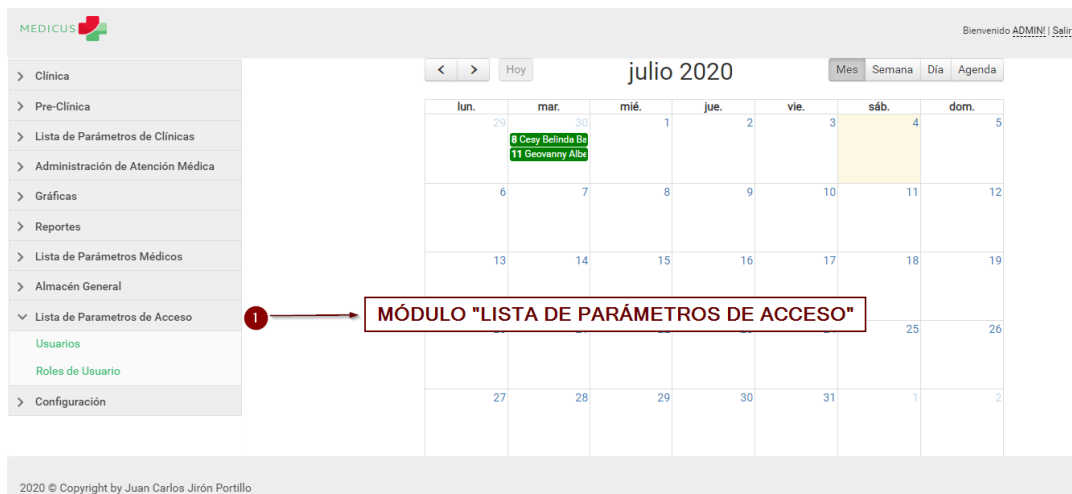 MEDICUS
Bienvenido ADMIN! | Salir
Clínica
Pre-Clínica
Lista de Parámetros de Clínicas
Administración de Atención Médica
Gráficas
Reportes
Lista de Parámetros Médicos
Almacén General
Lista de Parametros de Acceso
Usuarios
Roles de Usuario
Configuración
Hoy
julio 2020
Mes Semana Día Agenda
lun. mar. mié. jue. vie. sáb. dom.
29 30 1 2 3 4 5
8 Cesy Belinda Ba
11 Geovanny Albe
6 7 8 9 10 11 12
13 14 15 16 17 18 19
1 MÓDULO "LISTA DE PARÁMETROS DE ACCESO"
25 26
27 28 29 30 31 1 2
2020 © Copyright by Juan Carlos Jirón Portillo